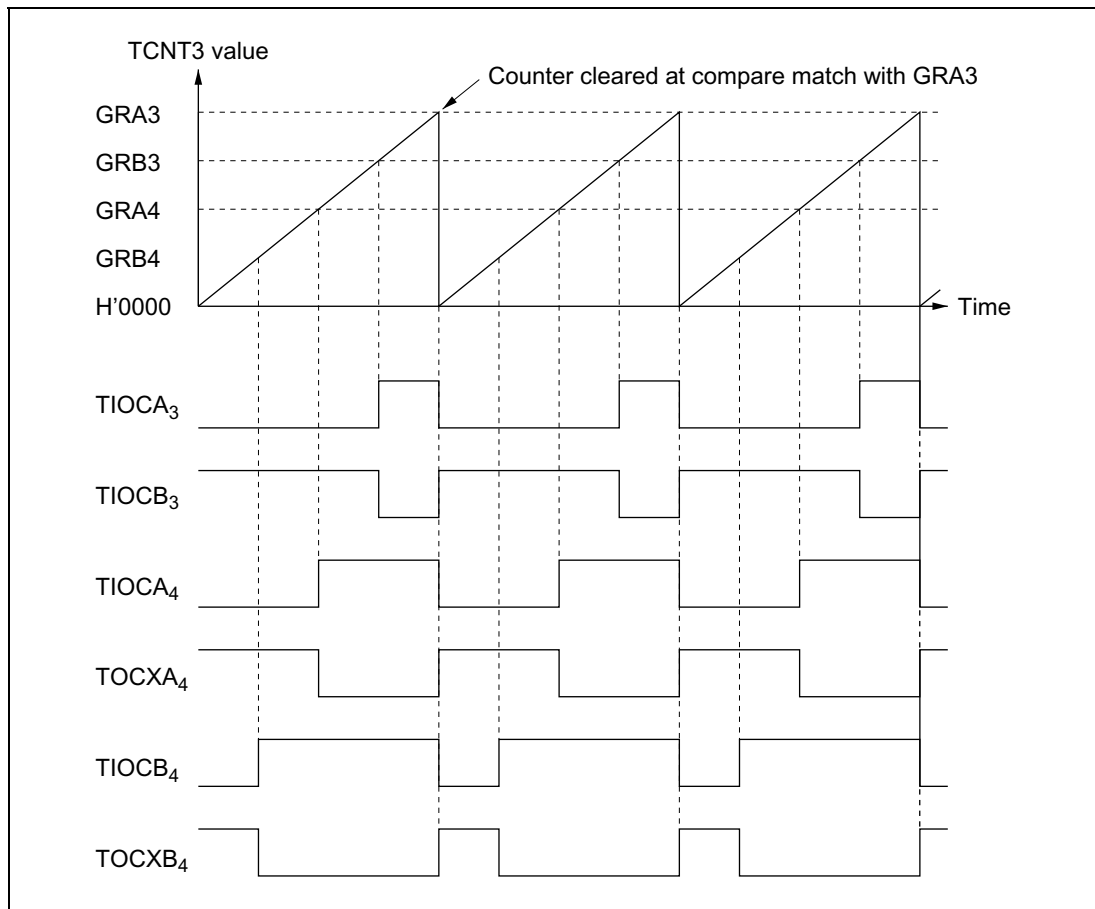 TCNT3 value
Counter cleared at compare match with GRA3
GRA3
GRB3
GRA4
GRB4
H'0000
Time
TIOCA3
TIOCB3
TIOCA4
TOCXA4
TIOCB4
TOCXB4